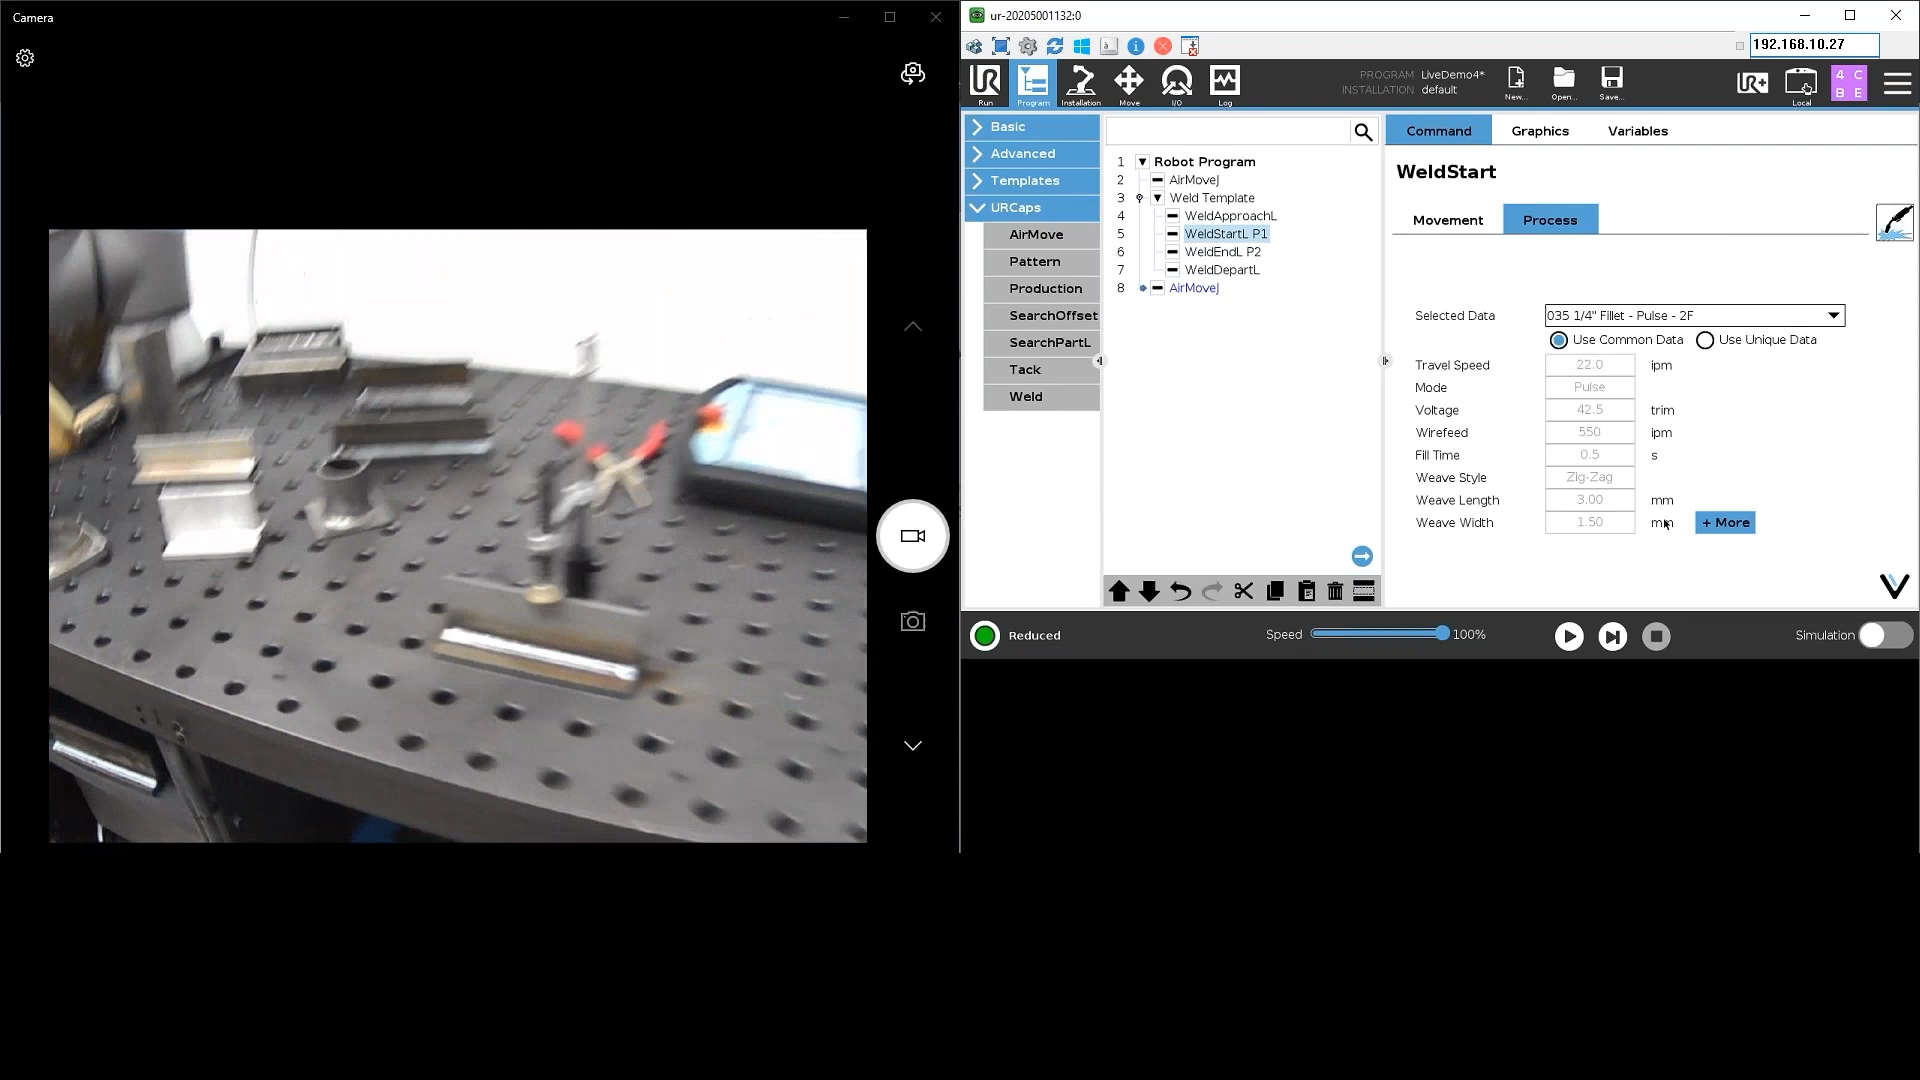 Camera
ur-20205001132:0
192.168.10.27
Run
Program
Installation
Move
I/O
Log
PROGRAM LiveDemo4*
INSTALLATION default
New...
Open...
Save...
UR+
Local
4 C
B E
Basic
Advanced
Templates
URCaps
AirMove
Pattern
Production
SearchOffset
SearchPartL
Tack
Weld
1 Robot Program
2 AirMoveJ
3 Weld Template
4 WeldApproachL
5 WeldStartL P1
6 WeldEndL P2
7 WeldDepartL
8 AirMoveJ
Command Graphics Variables
WeldStart
Movement Process
Selected Data 035 1/4" Fillet - Pulse - 2F
Use Common Data Use Unique Data
Travel Speed 22.0 ipm
Mode Pulse
Voltage 42.5 trim
Wirefeed 550 ipm
Fill Time 0.5 s
Weave Style Zig-Zag
Weave Length 3.00 mm
Weave Width 1.50 mm + More
Reduced
Speed 100%
Simulation